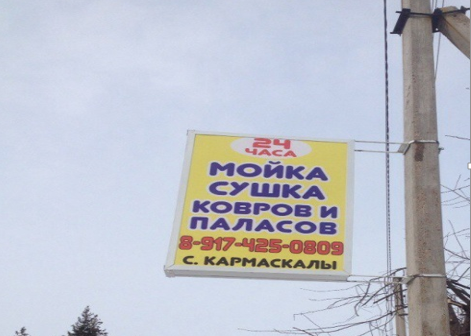 24
ЧАСА
МОЙКА
СУШКА
КОВРОВ И
ПАЛАСОВ
8-917-425-0809
С. КАРМАСКАЛЫ